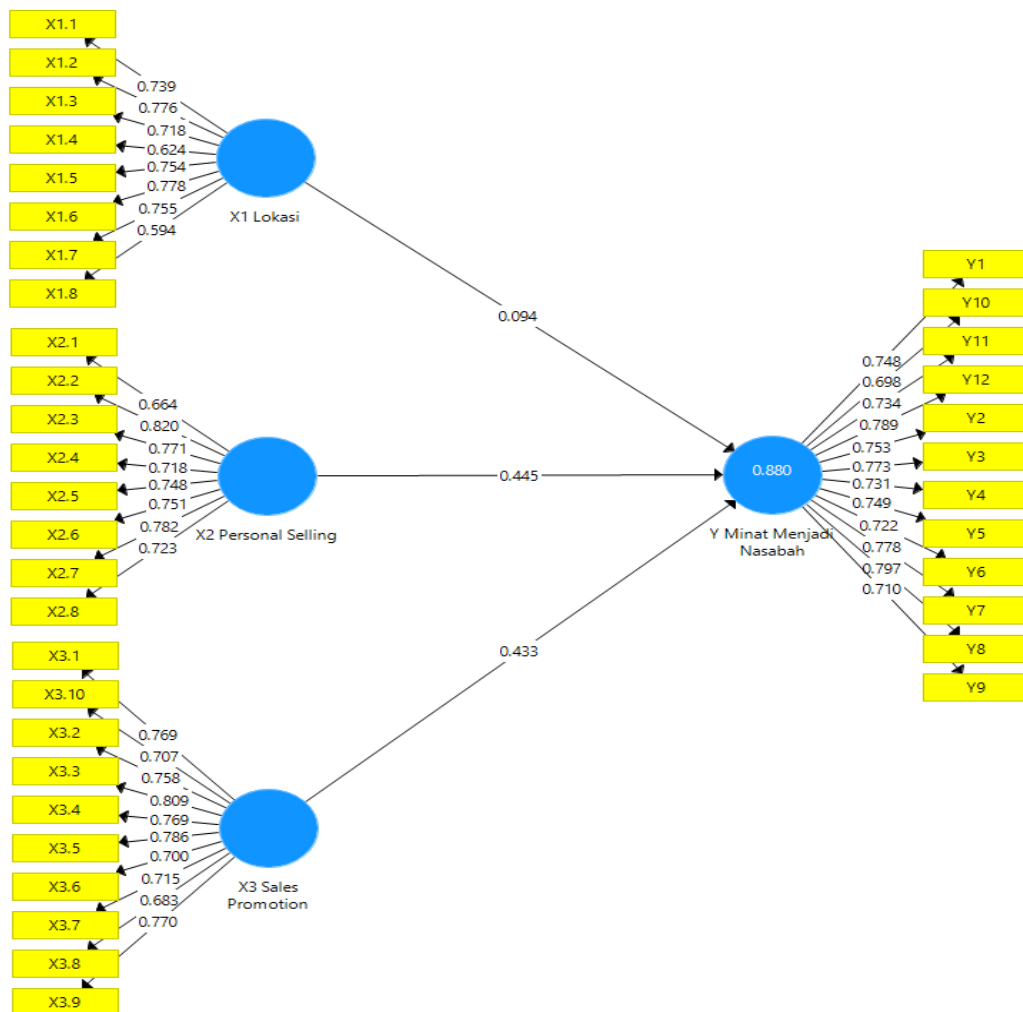 X1.1
X1.2
X1.3
X1.4
X1.5
X1.6
X1.7
X1.8
0.739
0.776
0.718
0.624
0.754
0.778
0.755
0.594
X1 Lokasi
0.094
X2.1
X2.2
X2.3
X2.4
X2.5
X2.6
X2.7
X2.8
0.664
0.820
0.771
0.718
0.748
0.751
0.782
0.723
X2 Personal Selling
0.445
X3.1
X3.10
X3.2
X3.3
X3.4
X3.5
X3.6
X3.7
X3.8
X3.9
0.769
0.707
0.758
0.809
0.769
0.786
0.700
0.715
0.683
0.770
X3 Sales
Promotion
0.433
0.880
Y Minat Menjadi
Nasabah
0.748
0.698
0.734
0.789
0.753
0.773
0.731
0.749
0.722
0.778
0.797
0.710
Y1
Y10
Y11
Y12
Y2
Y3
Y4
Y5
Y6
Y7
Y8
Y9